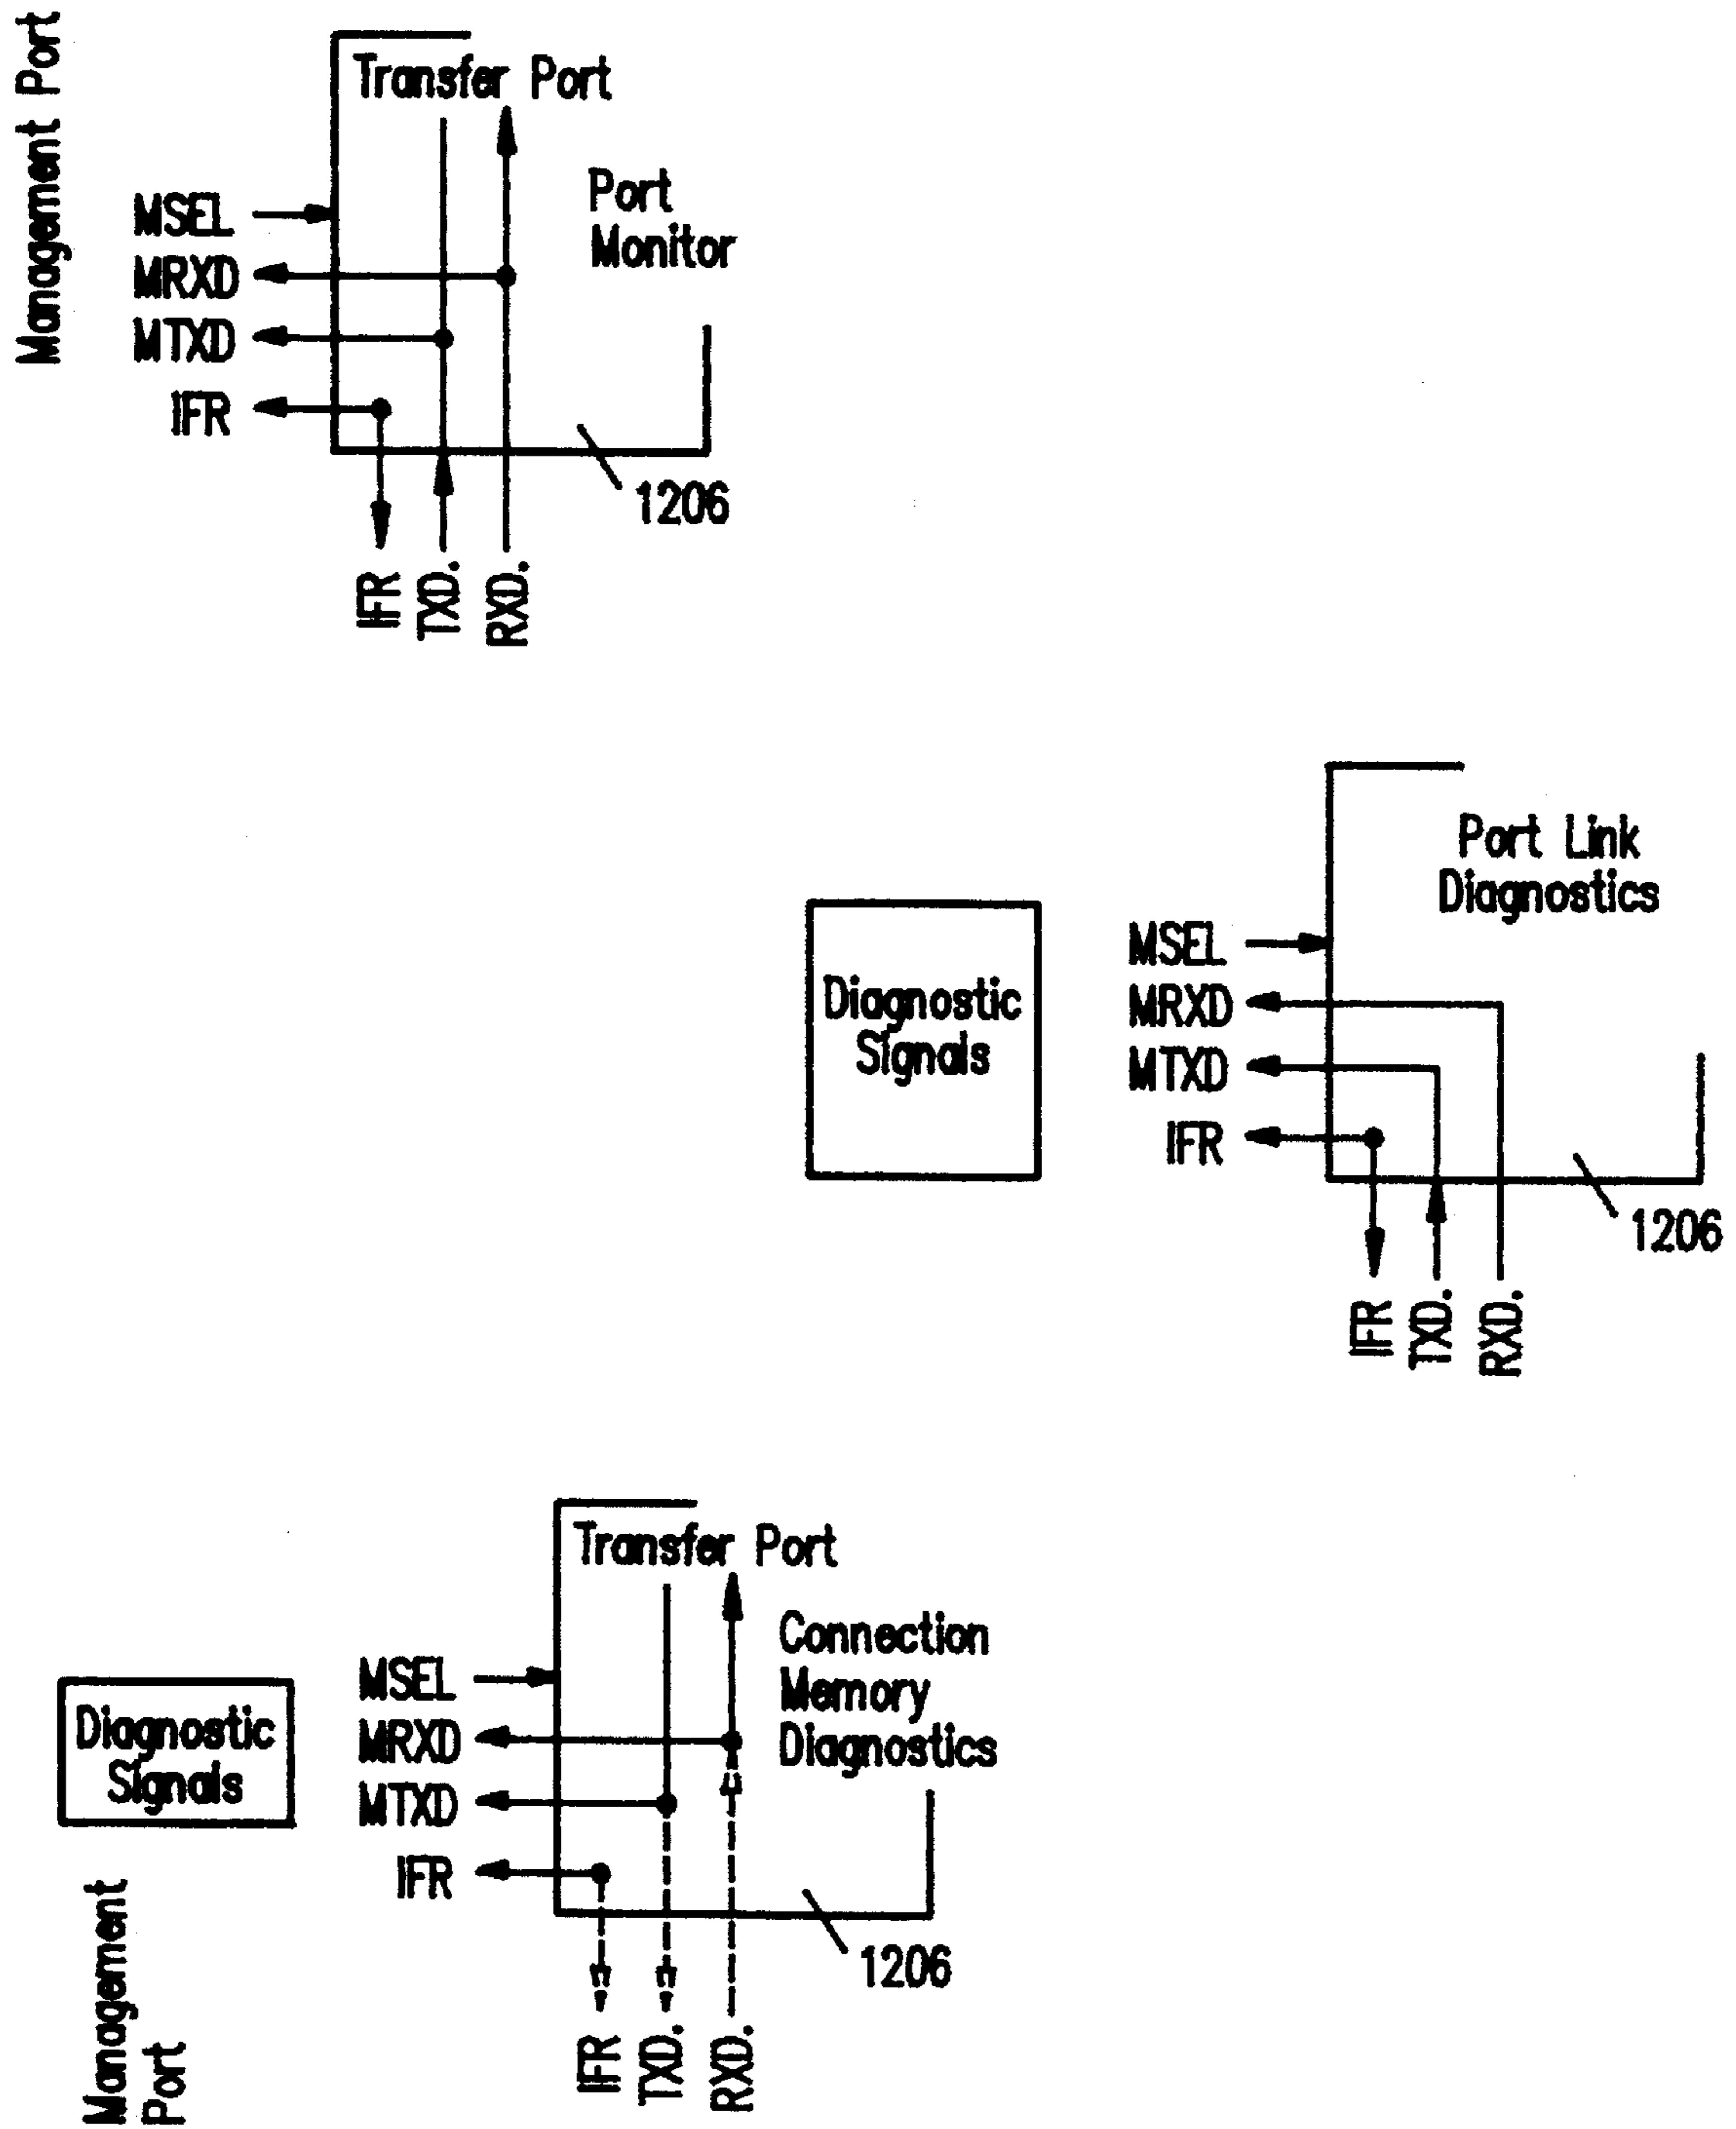 Management Port
Transfer Port
Port
Monitor
MSEL
MRXD
MTXD
IFR
1206
IFR
TXD.
RXD.
Port Link
Diagnostics
Diagnostic
Signals
MSEL
MRXD
MTXD
IFR
1206
IFR
TXD.
RXD.
Transfer Port
Connection
Memory
Diagnostics
Diagnostic
Signals
MSEL
MRXD
MTXD
IFR
1206
Management
Port
IFR
TXD.
RXD.